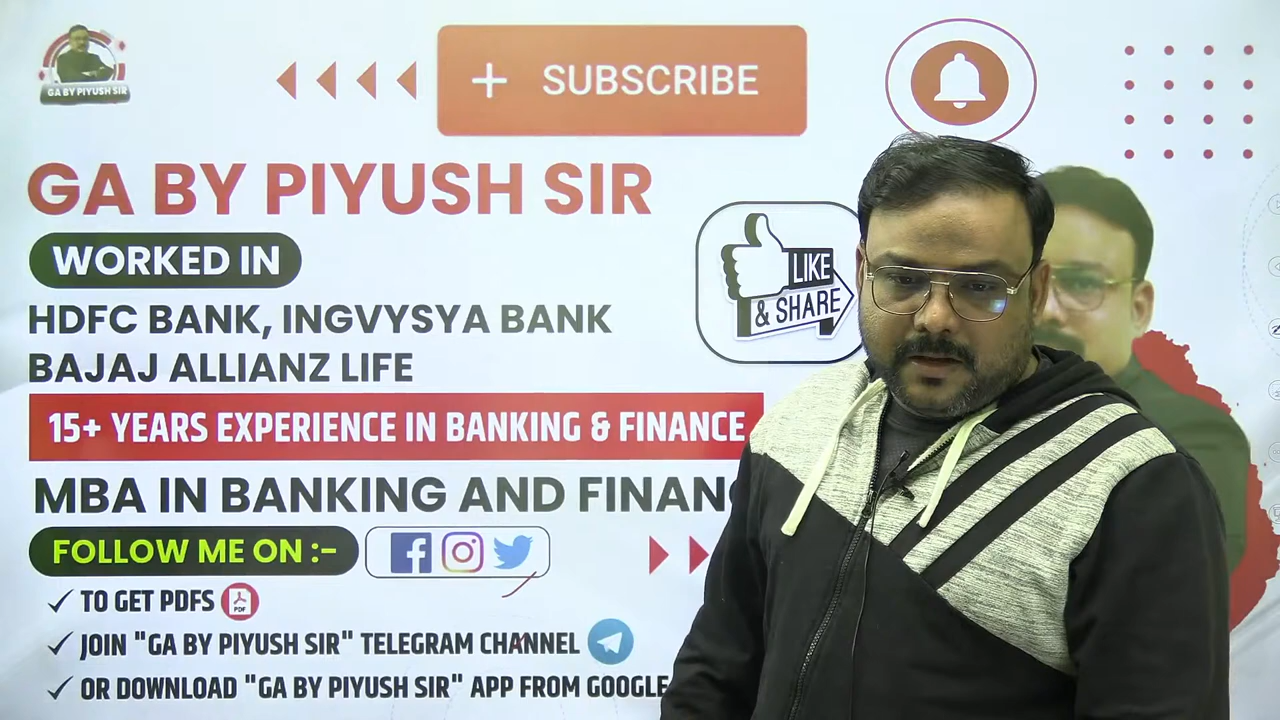 GA BY PIYUSH SIR
+ SUBSCRIBE
GA BY PIYUSH SIR
WORKED IN
HDFC BANK, INGVYSYA BANK
BAJAJ ALLIANZ LIFE
LIKE
& SHARE
15+ YEARS EXPERIENCE IN BANKING & FINANCE
MBA IN BANKING AND FINAN
FOLLOW ME ON :-
TO GET PDFS
PDF
JOIN "GA BY PIYUSH SIR" TELEGRAM CHANNEL
OR DOWNLOAD "GA BY PIYUSH SIR" APP FROM GOOGLE